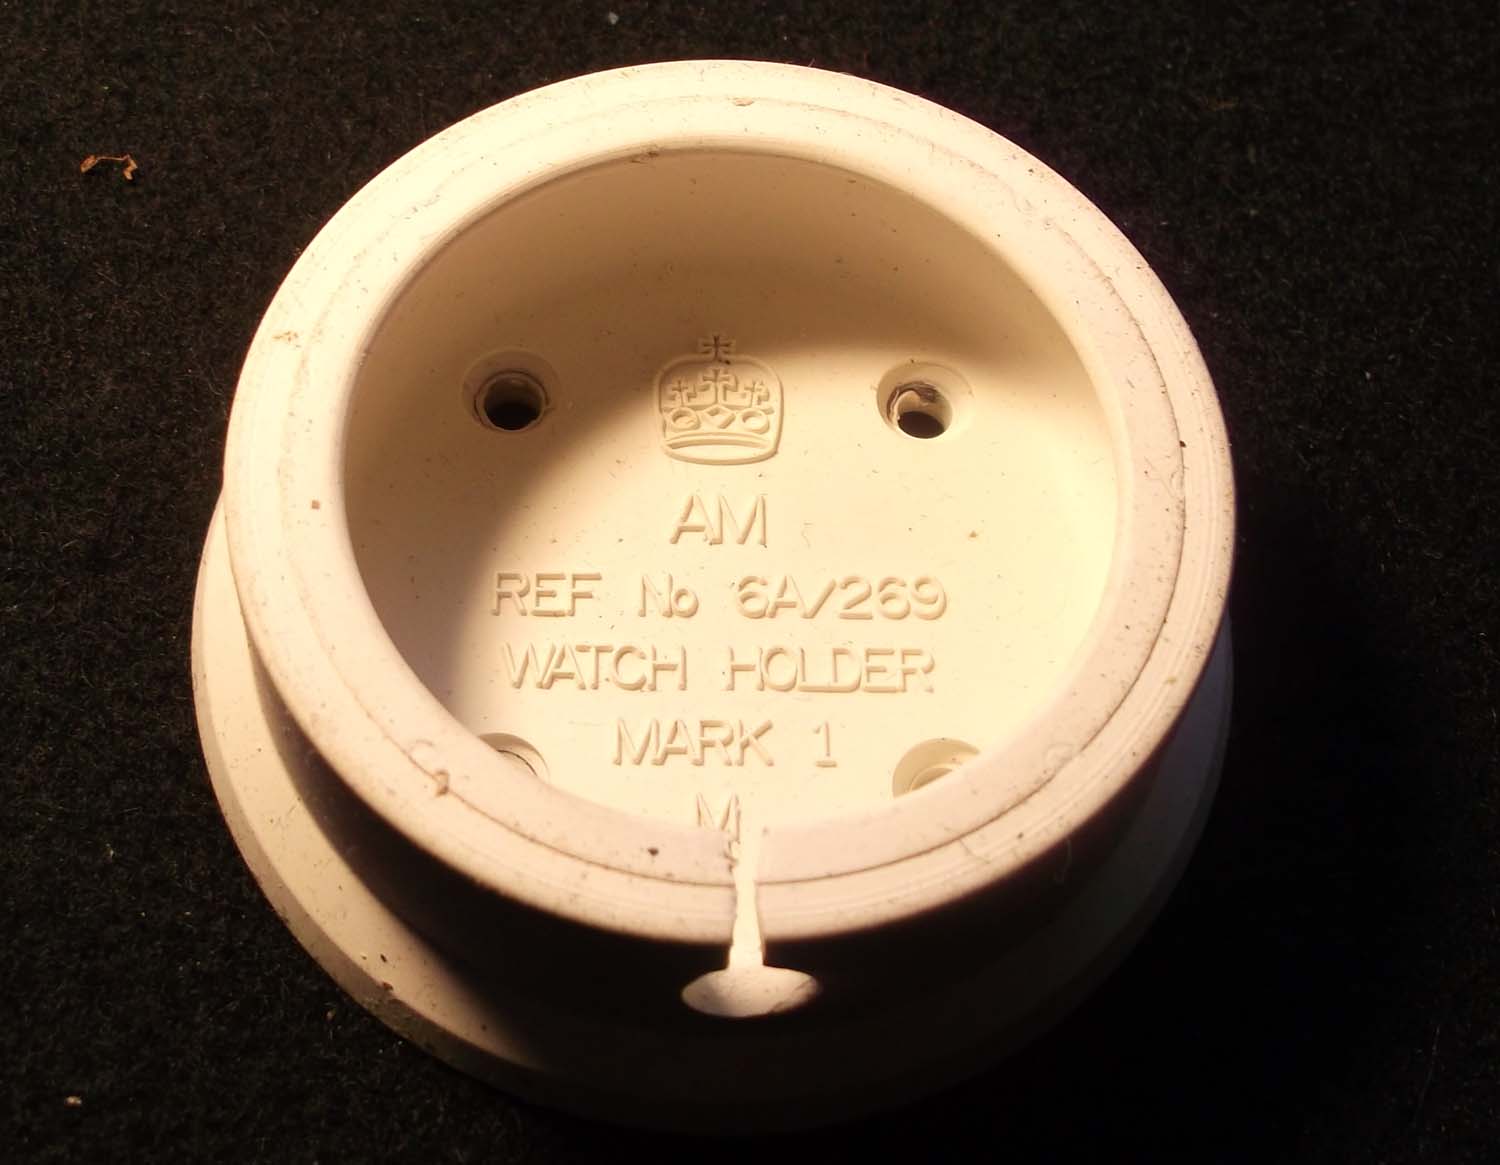 AM
REF No 6A/269
WATCH HOLDER
MARK 1